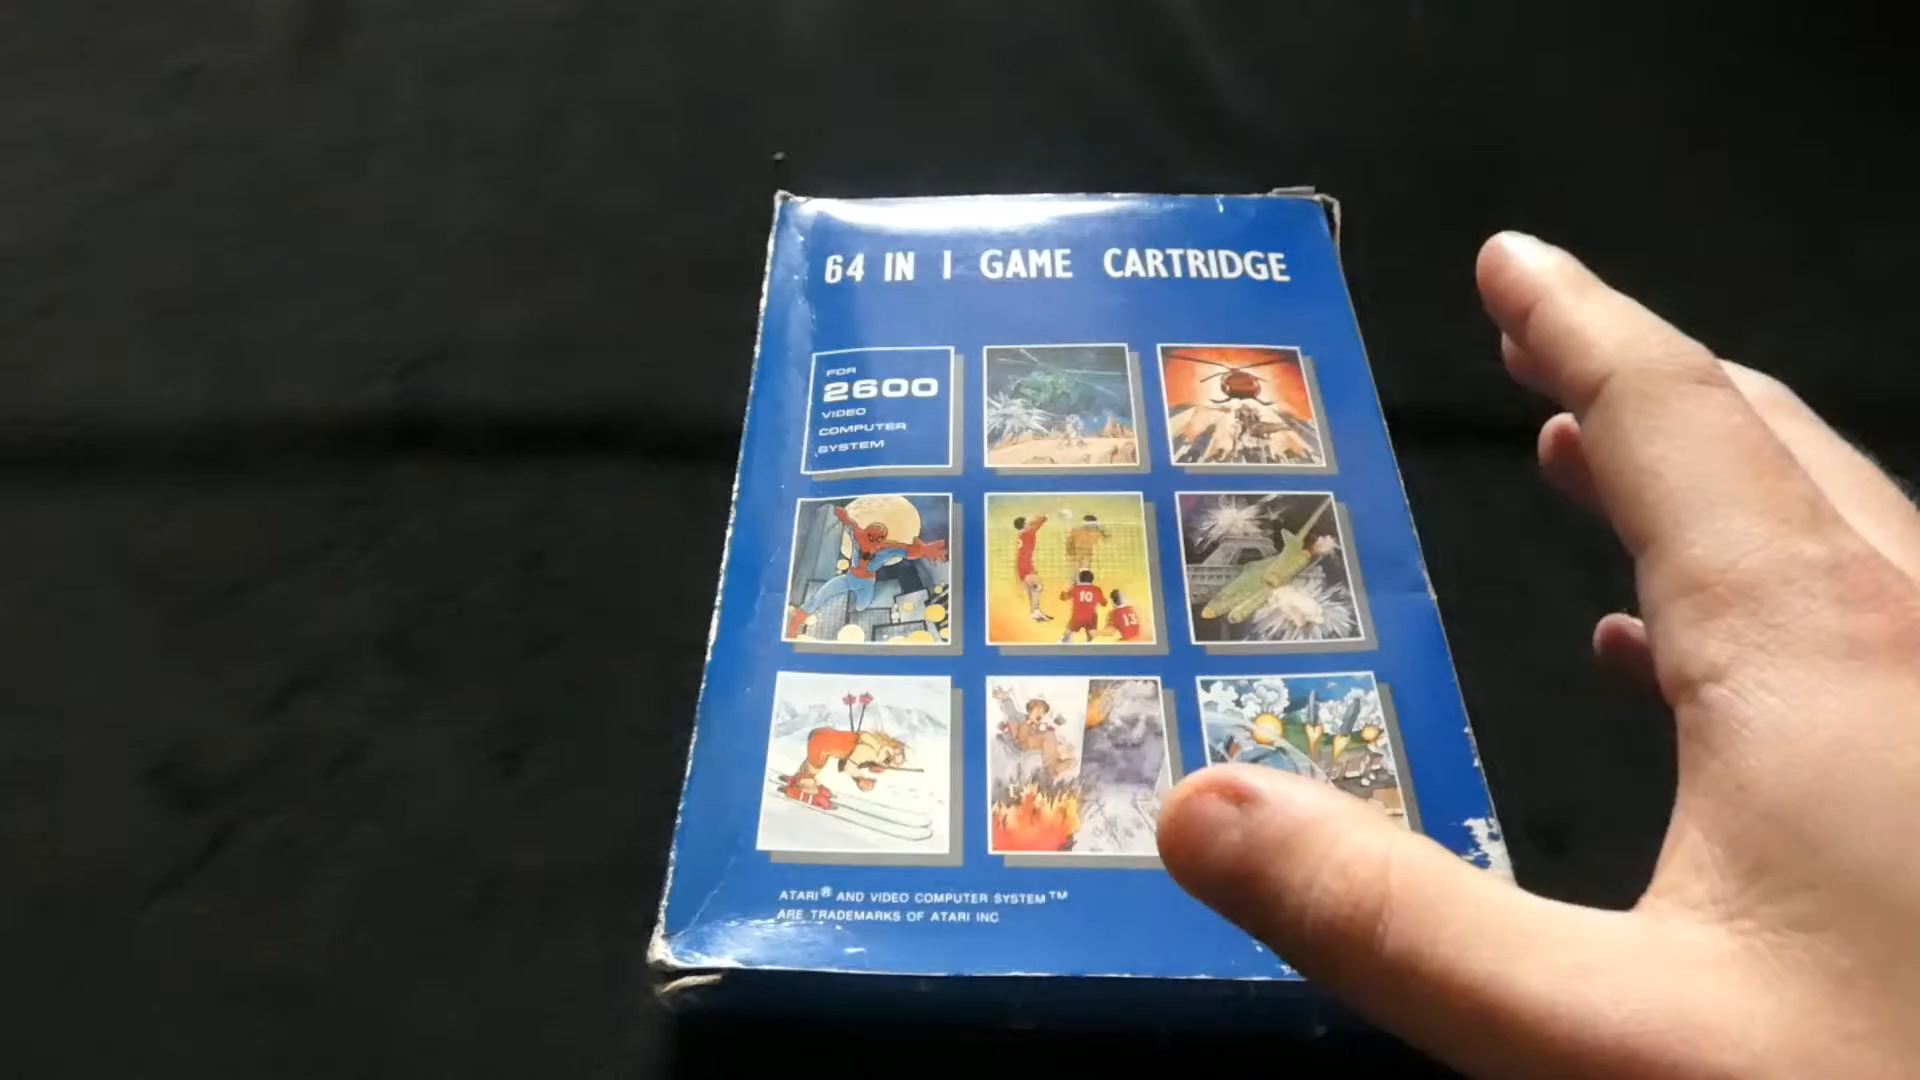 64 IN 1 GAME CARTRIDGE
FOR
2600
VIDEO
COMPUTER
SYSTEM
10
13
ATARI® AND VIDEO COMPUTER SYSTEM™
ARE TRADEMARKS OF ATARI INC